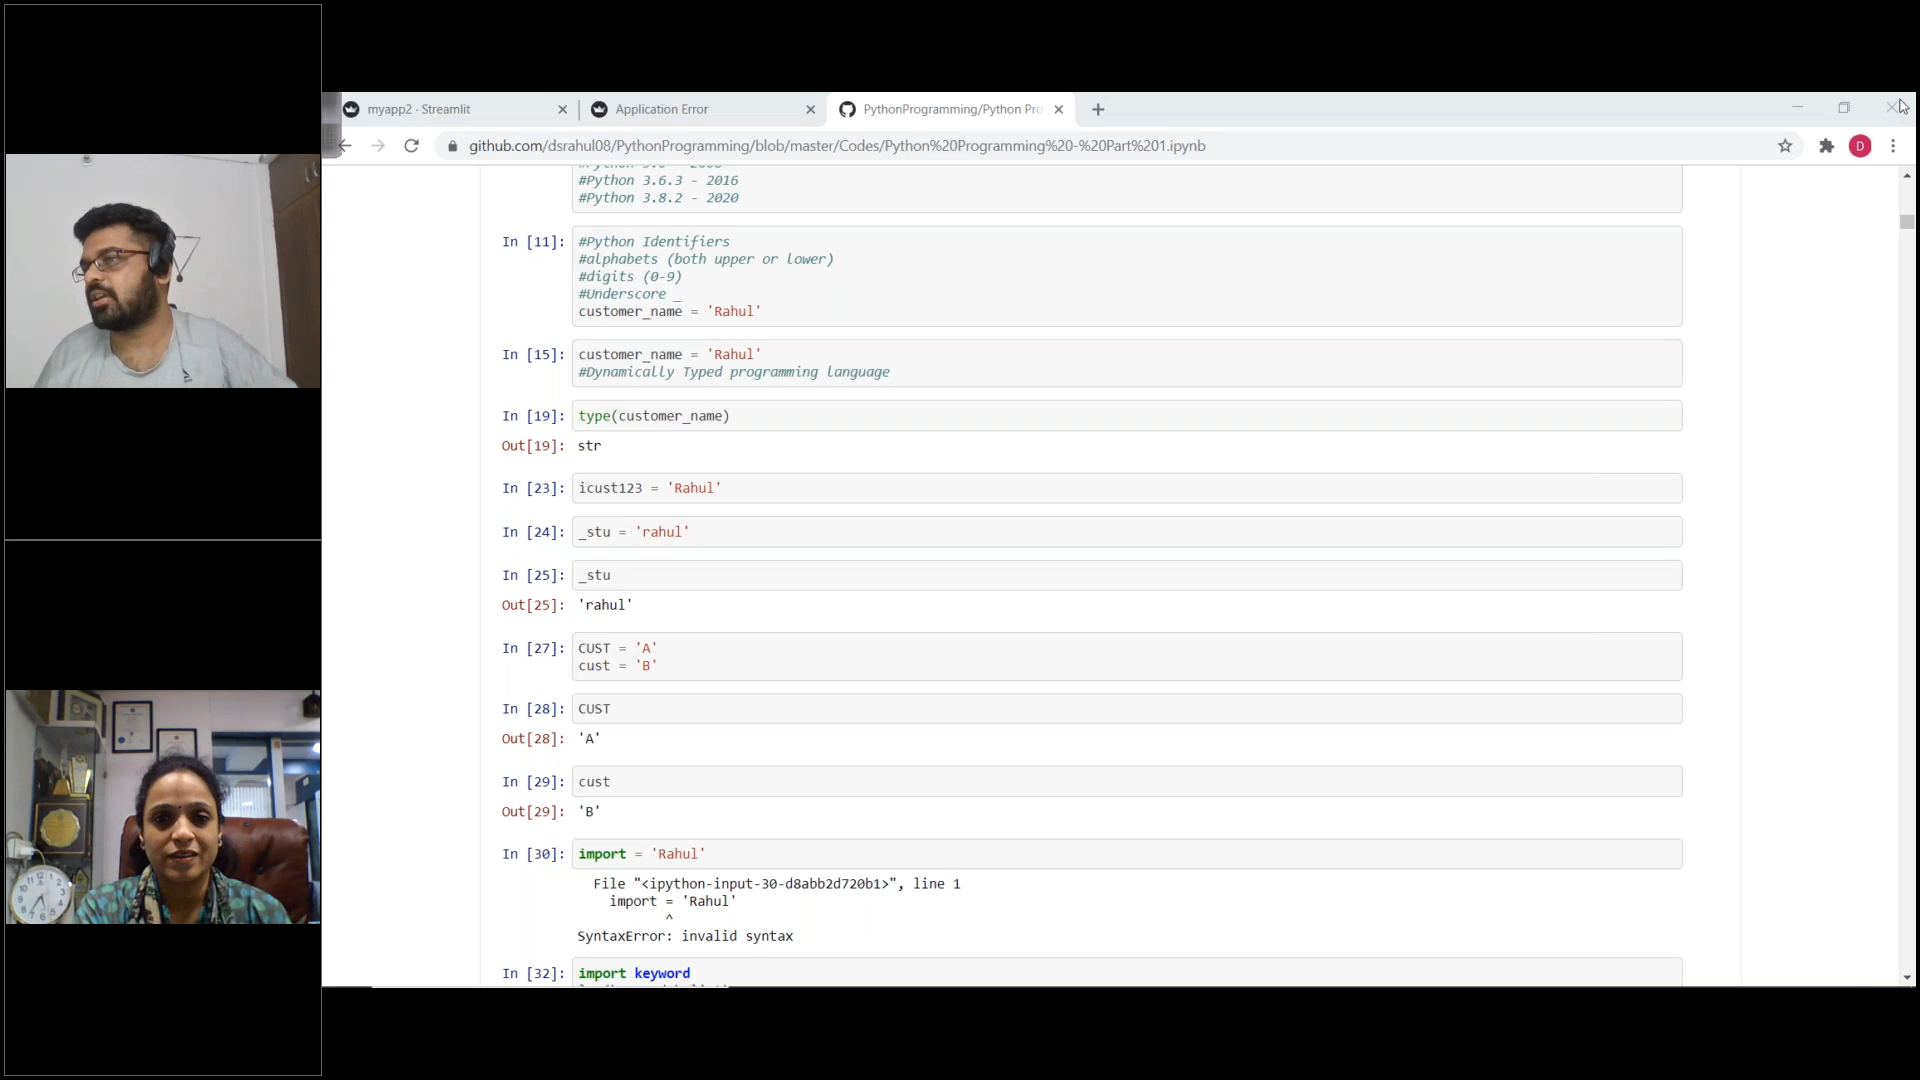 myapp2 · Streamlit
Application Error
PythonProgramming/Python Pro
github.com/dsrahul08/PythonProgramming/blob/master/Codes/Python%20Programming%20-%20Part%201.ipynb
D
#Python 3.6.3 - 2016
#Python 3.8.2 - 2020
In [11]: #Python Identifiers
#alphabets (both upper or lower)
#digits (0-9)
#Underscore _
customer_name = 'Rahul'
In [15]: customer_name = 'Rahul'
#Dynamically Typed programming language
In [19]: type(customer_name)
Out[19]: str
In [23]: icust123 = 'Rahul'
In [24]: _stu = 'rahul'
In [25]: _stu
Out[25]: 'rahul'
In [27]: CUST = 'A'
cust = 'B'
In [28]: CUST
Out[28]: 'A'
In [29]: cust
Out[29]: 'B'
In [30]: import = 'Rahul'
File "<ipython-input-30-d8abb2d720b1>", line 1
import = 'Rahul'
^
SyntaxError: invalid syntax
In [32]: import keyword